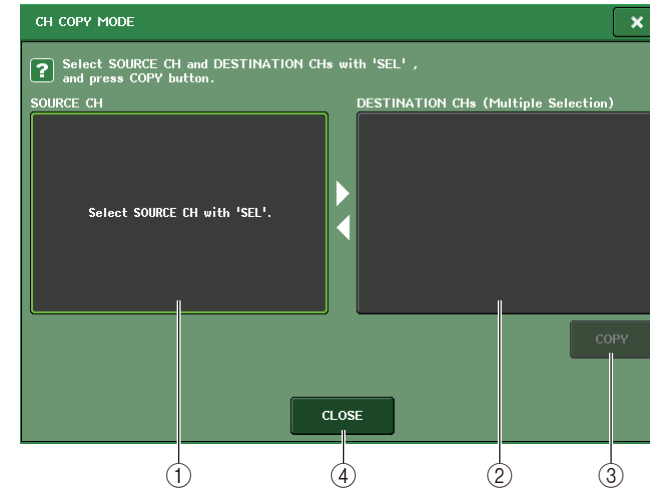 CH COPY MODE
×
? Select SOURCE CH and DESTINATION CHs with 'SEL' ,
and press COPY button.
SOURCE CH
DESTINATION CHs (Multiple Selection)
Select SOURCE CH with 'SEL'.
COPY
CLOSE
① ④ ② ③